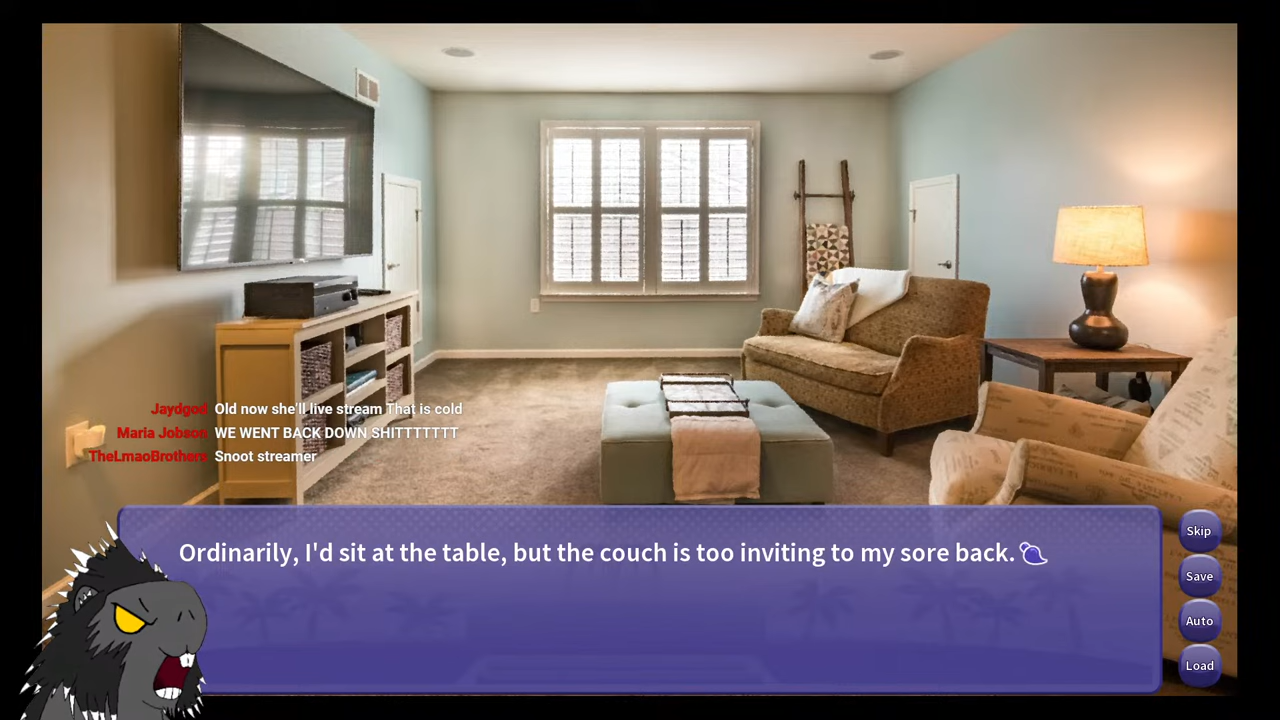 Jaydgod Old now she'll live stream That is cold
Maria Jobson WE WENT BACK DOWN SHITTTTTTT
TheLmaoBrothers Snoot streamer
Ordinarily, I'd sit at the table, but the couch is too inviting to my sore back.
Skip
Save
Auto
Load